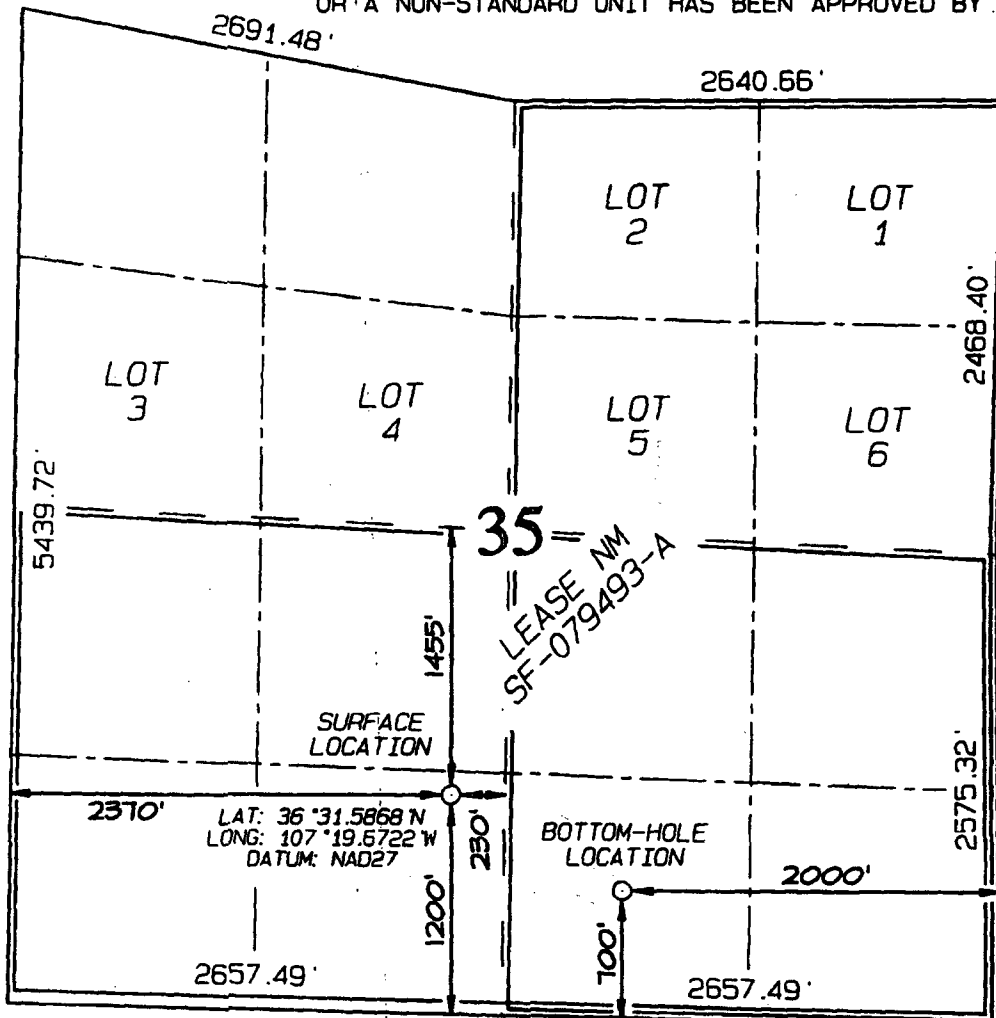 OR A NON-STANDARD UNIT HAS BEEN APPROVED BY
2691.48'
2640.66'
LOT
2
LOT
1
2468.40'
LOT
3
LOT
4
LOT
5
LOT
6
5439.72'
35
LEASE NM
SF-079493-A
1455'
SURFACE
LOCATION
2370'
LAT: 36°31.5868'N
LONG: 107°19.6722'W
DATUM: NAD27
230'
BOTTOM-HOLE
LOCATION
2575.32'
2000'
1200'
700'
2657.49'
2657.49'